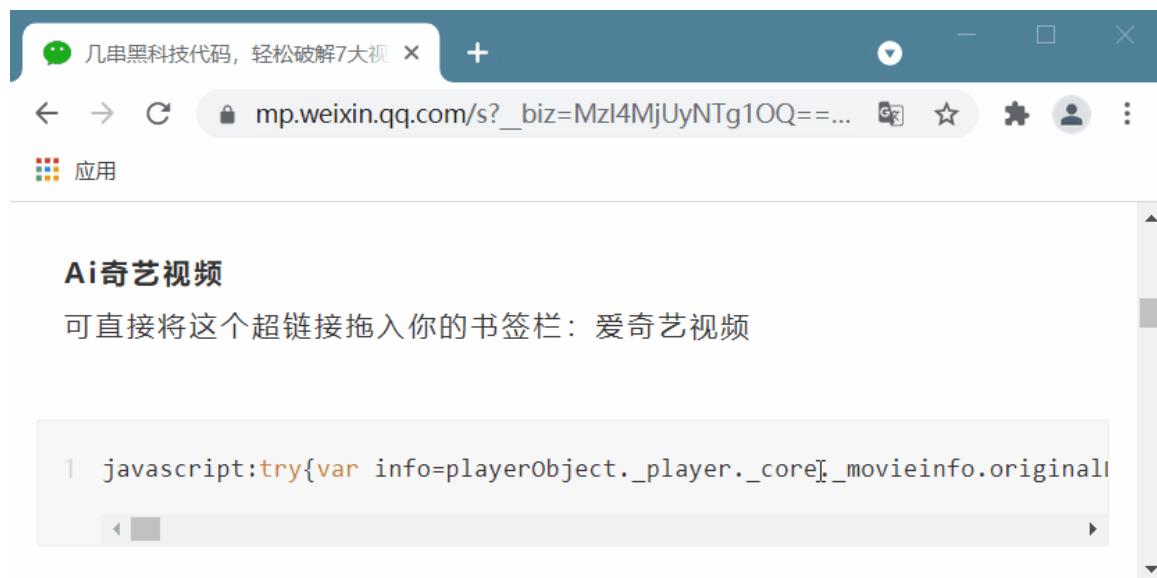 几串黑科技代码，轻松破解7大视
mp.weixin.qq.com/s?__biz=MzI4MjUyNTg1OQ==...
应用
Ai奇艺视频
可直接将这个超链接拖入你的书签栏：爱奇艺视频
1 javascript:try{var info=playerObject._player._core._movieinfo.original